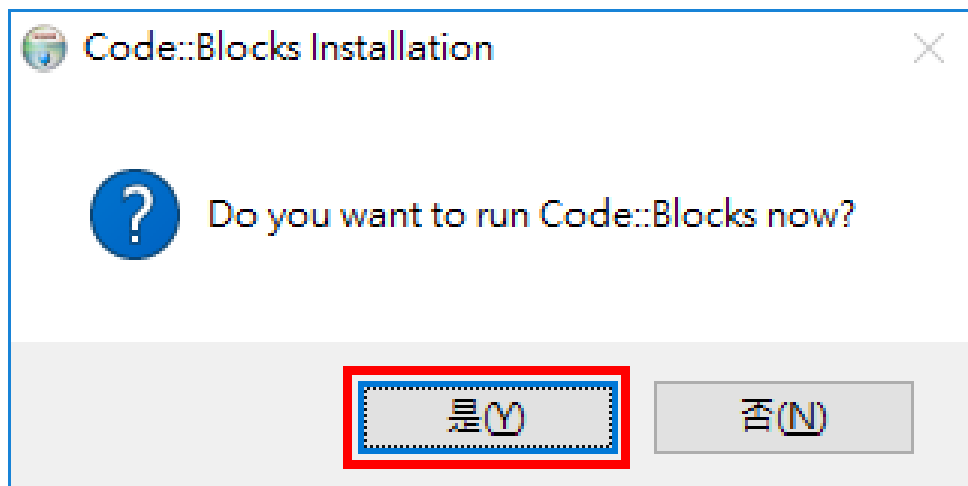 Code::Blocks Installation
Do you want to run Code::Blocks now?
是(Y)
否(N)